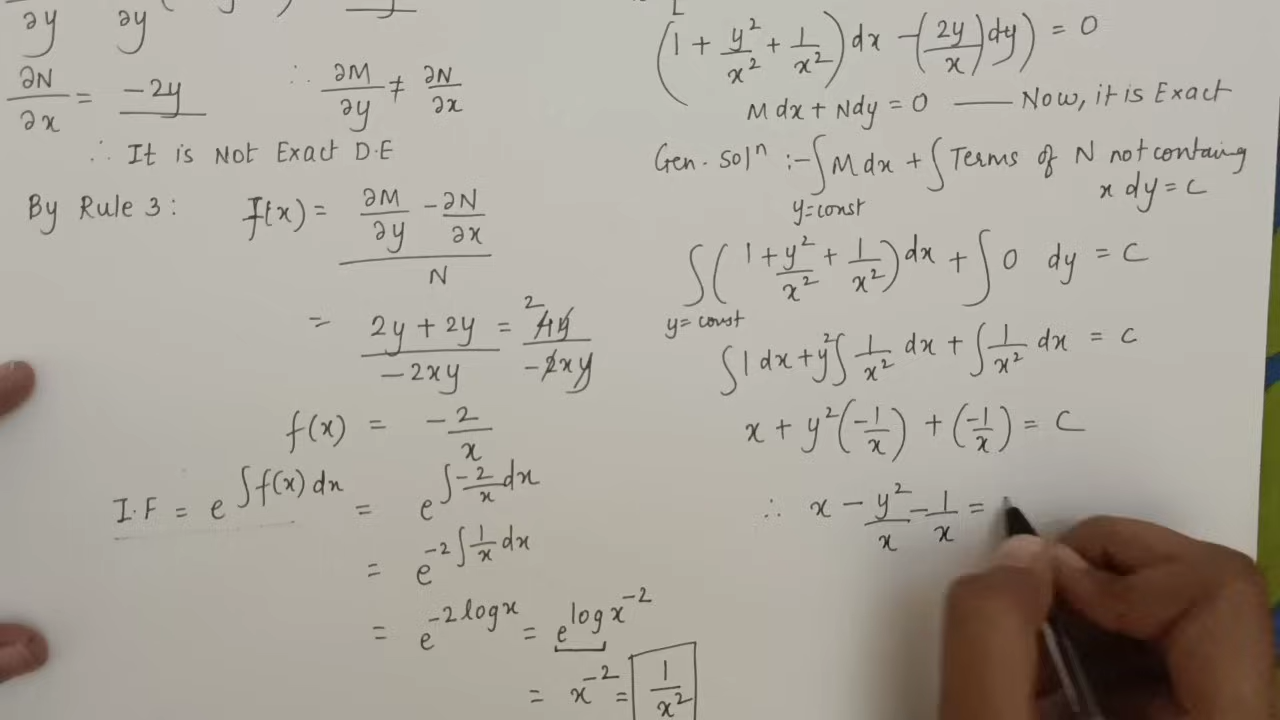 ∂y ∂y
∂N/∂x = -2y ∴ ∂M/∂y ≠ ∂N/∂x
∴ It is Not Exact D.E
By Rule 3: f(x) = (∂M/∂y - ∂N/∂x)/N
= (2y + 2y)/(-2xy) = 2 4y/(-2xy)
f(x) = -2/x
I.F = e^∫f(x) dx = e^∫-2/x dx
= e^-2∫1/x dx
= e^-2logx = e^log x^-2
= x^-2 = 1/x²
(1 + y²/x² + 1/x²) dx - (2y/x) dy) = 0
M dx + N dy = 0 — Now, it is Exact
Gen. Solⁿ :- ∫M dx + ∫Terms of N not containg
y=const x dy = C
∫(1 + y²/x² + 1/x²) dx + ∫0 dy = C
y=const
∫1 dx + y²∫1/x² dx + ∫1/x² dx = C
x + y²(-1/x) + (-1/x) = C
∴ x - y²/x - 1/x =